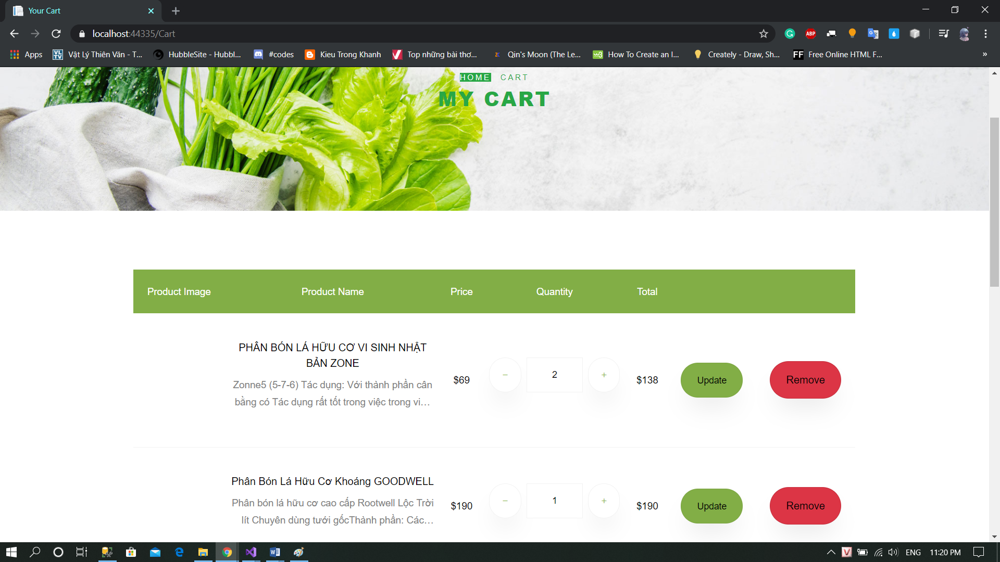 Your Cart
localhost:44335/Cart
ABP
Apps
Vật Lý Thiên Văn - T...
HubbleSite - Hubbl...
#codes
Kieu Trong Khanh
Top những bài thơ...
Qin's Moon (The Le...
How To Create an I...
Creately - Draw, Sh...
FF Free Online HTML F...
»
HOME CART
MY CART
Product Image Product Name Price Quantity Total
PHÂN BÓN LÁ HỮU CƠ VI SINH NHẬT
BẢN ZONE
Zonne5 (5-7-6) Tác dụng: Với thành phần cân
bằng có Tác dụng rất tốt trong việc trong vi...
$69 − 2 + $138 Update Remove
Phân Bón Lá Hữu Cơ Khoáng GOODWELL
Phân bón lá hữu cơ cao cấp Rootwell Lộc Trời
lít Chuyên dùng tưới gốcThành phần: Các...
$190 − 1 + $190 Update Remove
ENG 11:20 PM